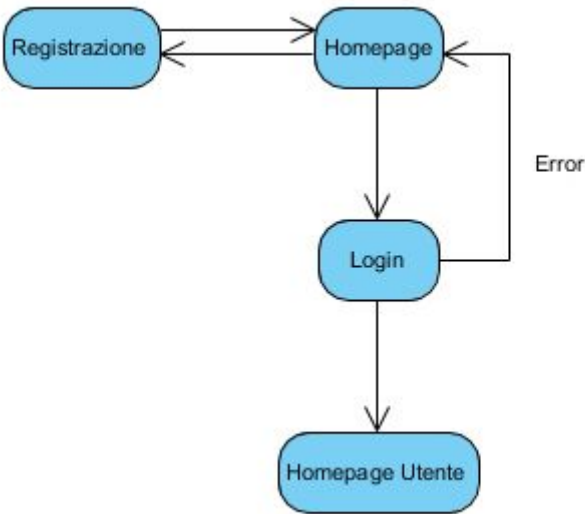 Registrazione
Homepage
Error
Login
Homepage Utente